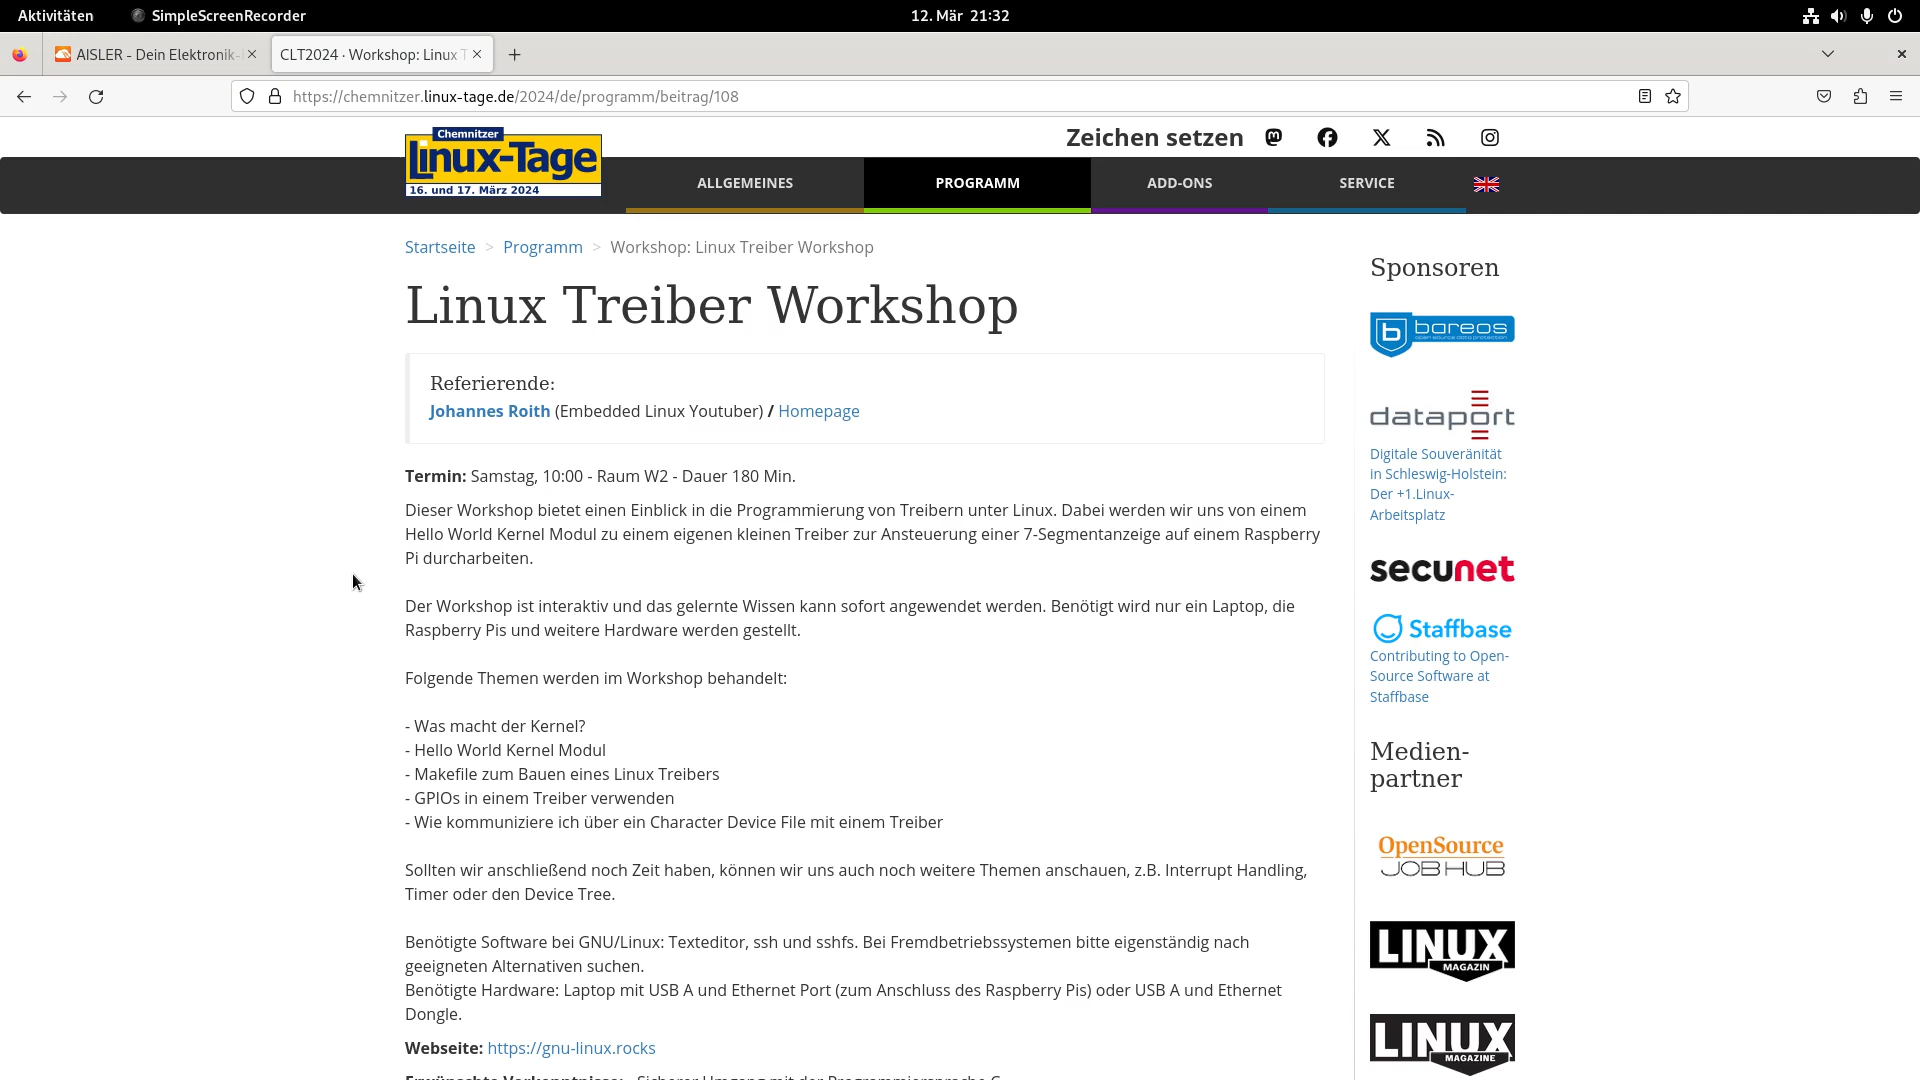 Aktivitäten SimpleScreenRecorder 12. Mär 21:32
AISLER - Dein Elektronik- CLT2024 · Workshop: Linux T
https://chemnitzer.linux-tage.de/2024/de/programm/beitrag/108
Zeichen setzen
Chemnitzer
Linux-Tage
16. und 17. März 2024
ALLGEMEINES PROGRAMM ADD-ONS SERVICE
Startseite > Programm > Workshop: Linux Treiber Workshop
Linux Treiber Workshop
Referierende:
Johannes Roith (Embedded Linux Youtuber) / Homepage
Termin: Samstag, 10:00 - Raum W2 - Dauer 180 Min.
Dieser Workshop bietet einen Einblick in die Programmierung von Treibern unter Linux. Dabei werden wir uns von einem
Hello World Kernel Modul zu einem eigenen kleinen Treiber zur Ansteuerung einer 7-Segmentanzeige auf einem Raspberry
Pi durcharbeiten.
Der Workshop ist interaktiv und das gelernte Wissen kann sofort angewendet werden. Benötigt wird nur ein Laptop, die
Raspberry Pis und weitere Hardware werden gestellt.
Folgende Themen werden im Workshop behandelt:
- Was macht der Kernel?
- Hello World Kernel Modul
- Makefile zum Bauen eines Linux Treibers
- GPIOs in einem Treiber verwenden
- Wie kommuniziere ich über ein Character Device File mit einem Treiber
Sollten wir anschließend noch Zeit haben, können wir uns auch noch weitere Themen anschauen, z.B. Interrupt Handling,
Timer oder den Device Tree.
Benötigte Software bei GNU/Linux: Texteditor, ssh und sshfs. Bei Fremdbetriebssystemen bitte eigenständig nach
geeigneten Alternativen suchen.
Benötigte Hardware: Laptop mit USB A und Ethernet Port (zum Anschluss des Raspberry Pis) oder USB A und Ethernet
Dongle.
Webseite: https://gnu-linux.rocks
Erwünschte Vorkenntnisse: - Sicherer Umgang mit der Programmiersprache C
Sponsoren
b bareos
open source data protection
dataport
Digitale Souveränität
in Schleswig-Holstein:
Der +1.Linux-
Arbeitsplatz
secunet
Staffbase
Contributing to Open-
Source Software at
Staffbase
Medien-
partner
OpenSource
JOB HUB
LINUX
MAGAZIN
LINUX
MAGAZINE